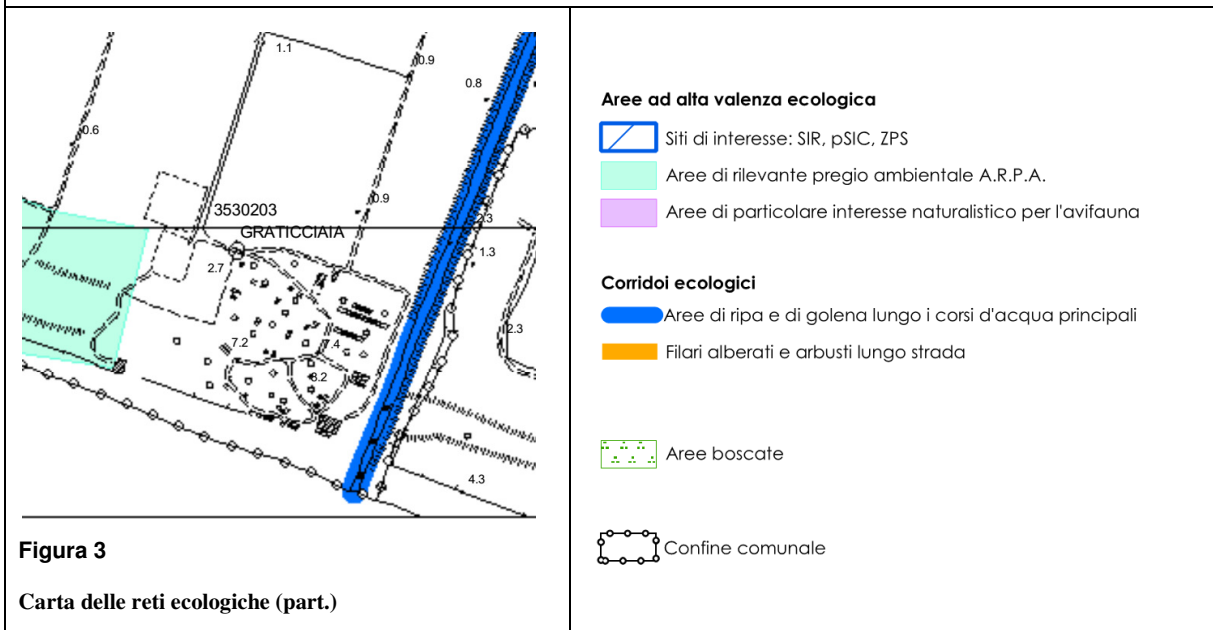 1.1
0.9
0.8
0.6
0.9
3530203
2.3
GRATICCIAIA
1.3
2.7
2.3
7.2
.4
8.2
4.3
Figura 3
Carta delle reti ecologiche (part.)
Aree ad alta valenza ecologica
Siti di interesse: SIR, pSIC, ZPS
Aree di rilevante pregio ambientale A.R.P.A.
Aree di particolare interesse naturalistico per l'avifauna
Corridoi ecologici
Aree di ripa e di golena lungo i corsi d'acqua principali
Filari alberati e arbusti lungo strada
Aree boscate
Confine comunale